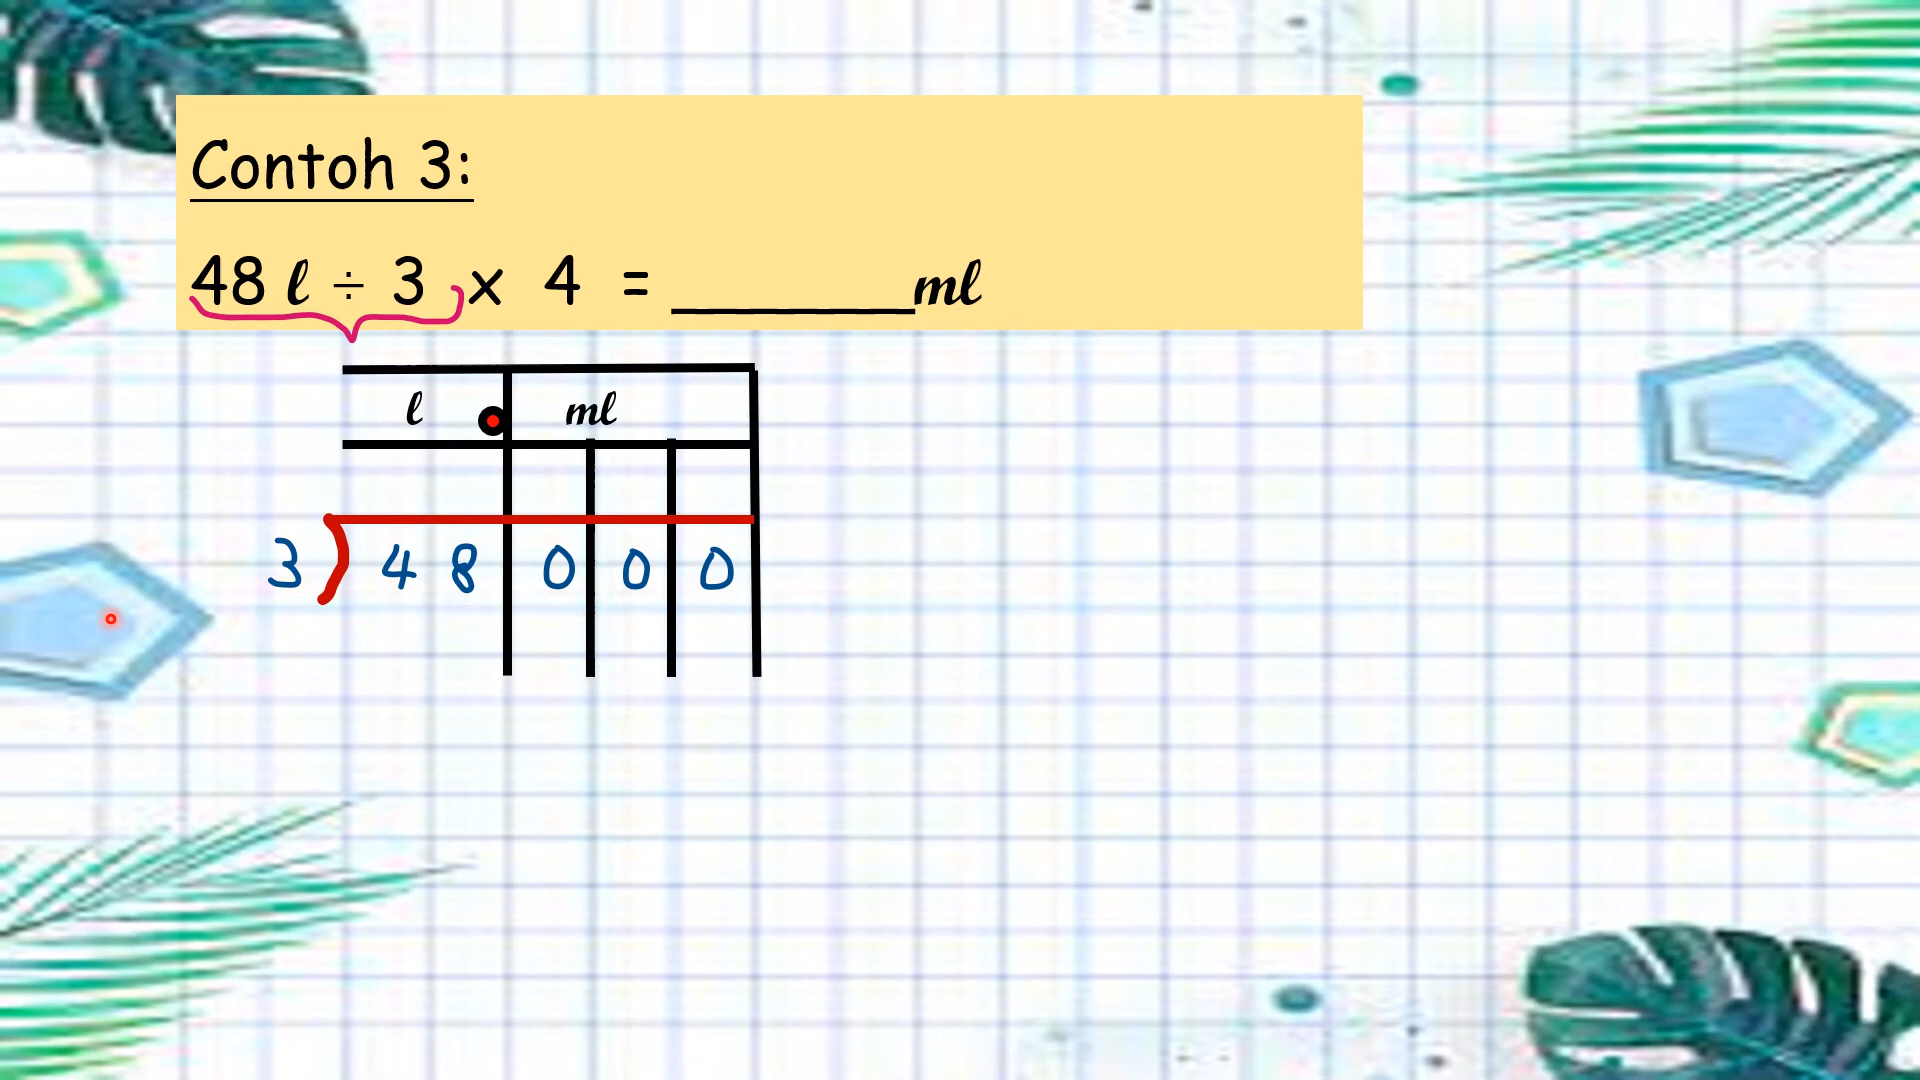 Contoh 3:
48 l ÷ 3 x 4 = ________ml
l . ml
3 ) 4 8 0 0 0